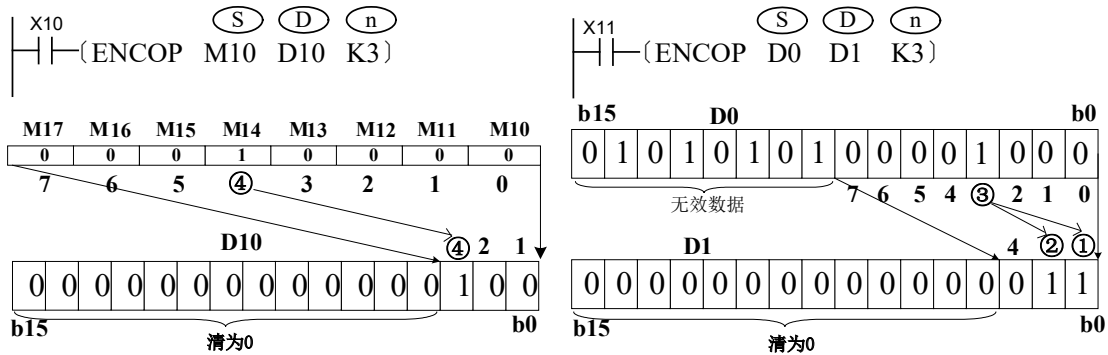 X10 S D n
〔ENCOP M10 D10 K3〕
M17 M16 M15 M14 M13 M12 M11 M10
0 0 0 1 0 0 0 0
7 6 5 ④ 3 2 1 0
D10 ④ 2 1
0 0 0 0 0 0 0 0 0 0 0 0 0 1 0 0
b15 b0
清为0
X11 S D n
〔ENCOP D0 D1 K3〕
b15 D0 b0
0 1 0 1 0 1 0 1 0 0 0 0 1 0 0 0
无效数据 7 6 5 4 ③ 2 1 0
D1 4 ② ①
0 0 0 0 0 0 0 0 0 0 0 0 0 0 1 1
b15 b0
清为0